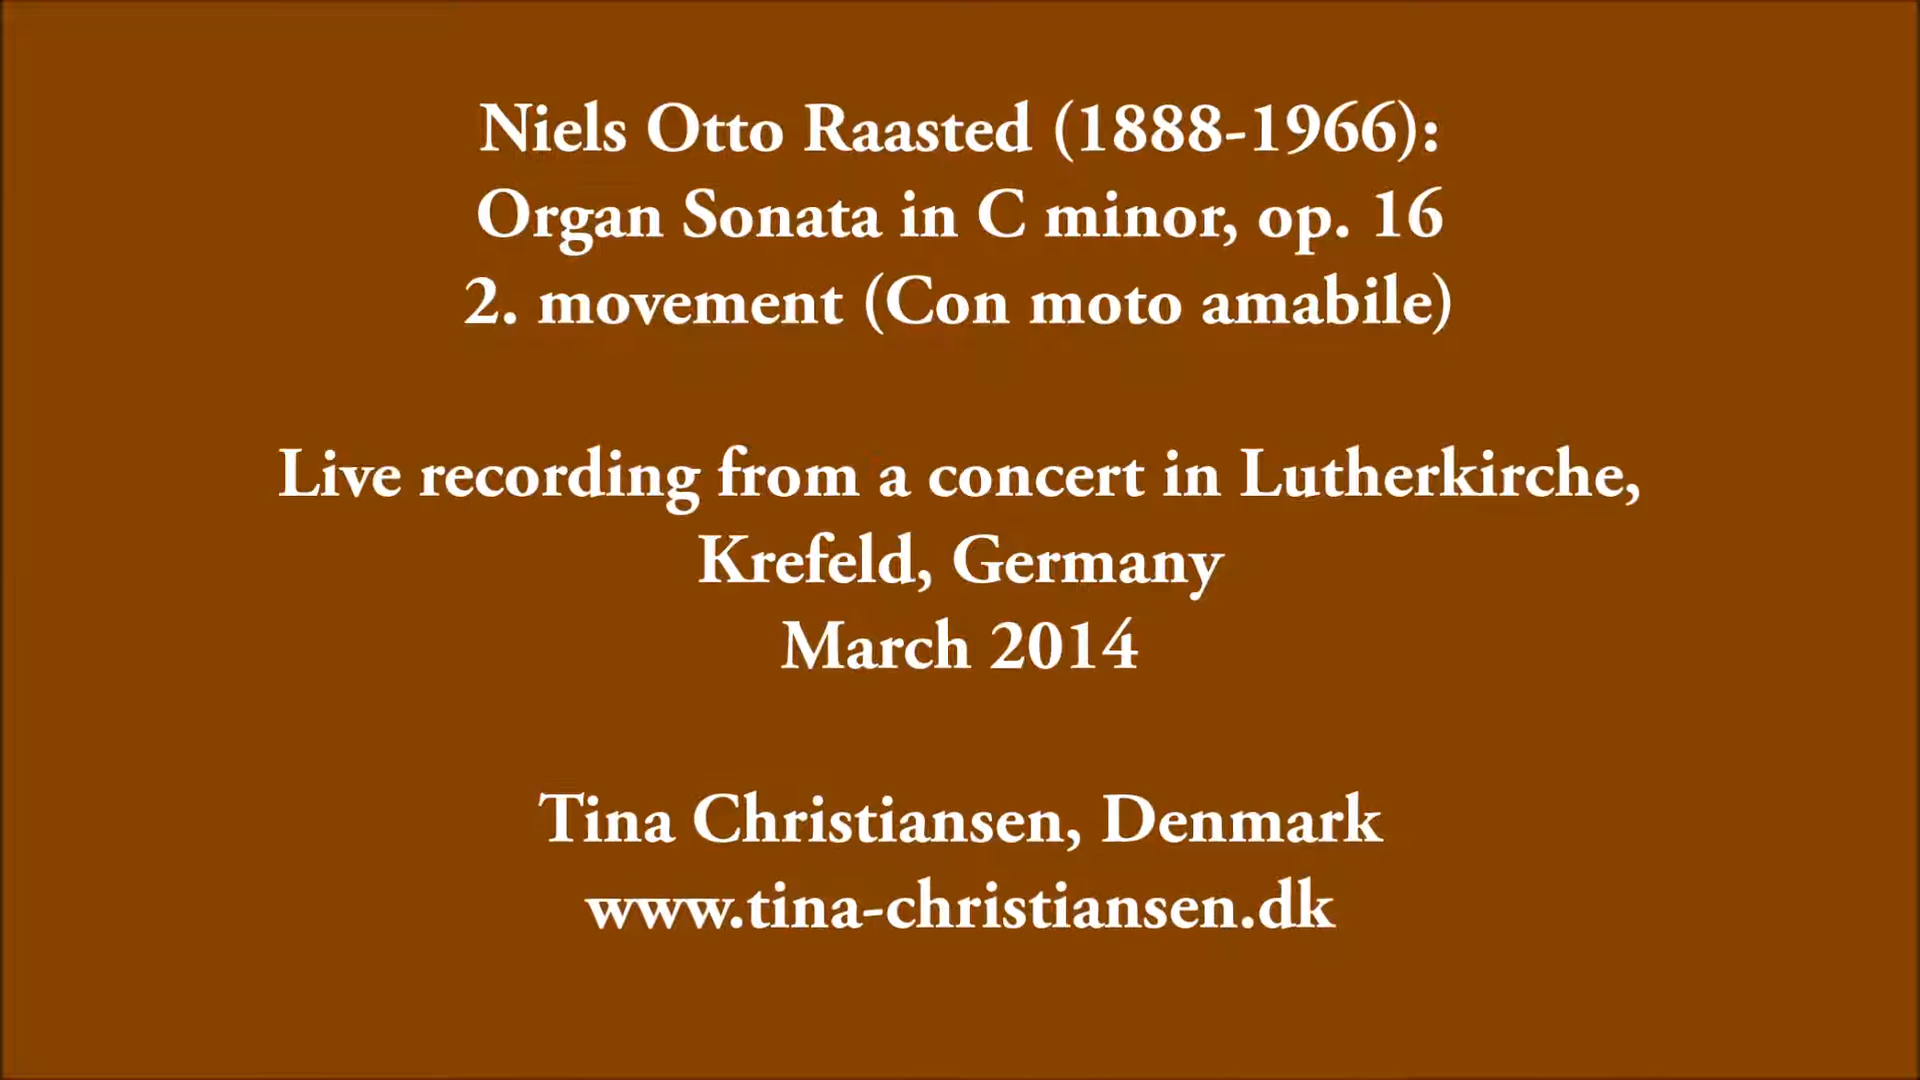 Niels Otto Raasted (1888-1966):
Organ Sonata in C minor, op. 16
2. movement (Con moto amabile)
Live recording from a concert in Lutherkirche,
Krefeld, Germany
March 2014
Tina Christiansen, Denmark
www.tina-christiansen.dk